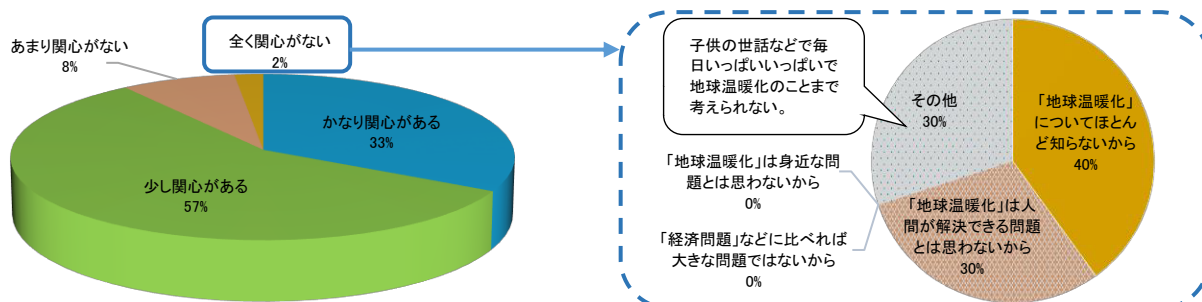 あまり関心がない
8%
全く関心がない
2%
かなり関心がある
33%
少し関心がある
57%
子供の世話などで毎
日いっぱいいっぱいで
地球温暖化のことまで
考えられない。
その他
30%
「地球温暖化」
についてほとん
ど知らないから
40%
「地球温暖化」は身近な問
題とは思わないから
0%
「地球温暖化」は人
間が解決できる問題
とは思わないから
30%
「経済問題」などに比べれば
大きな問題ではないから
0%